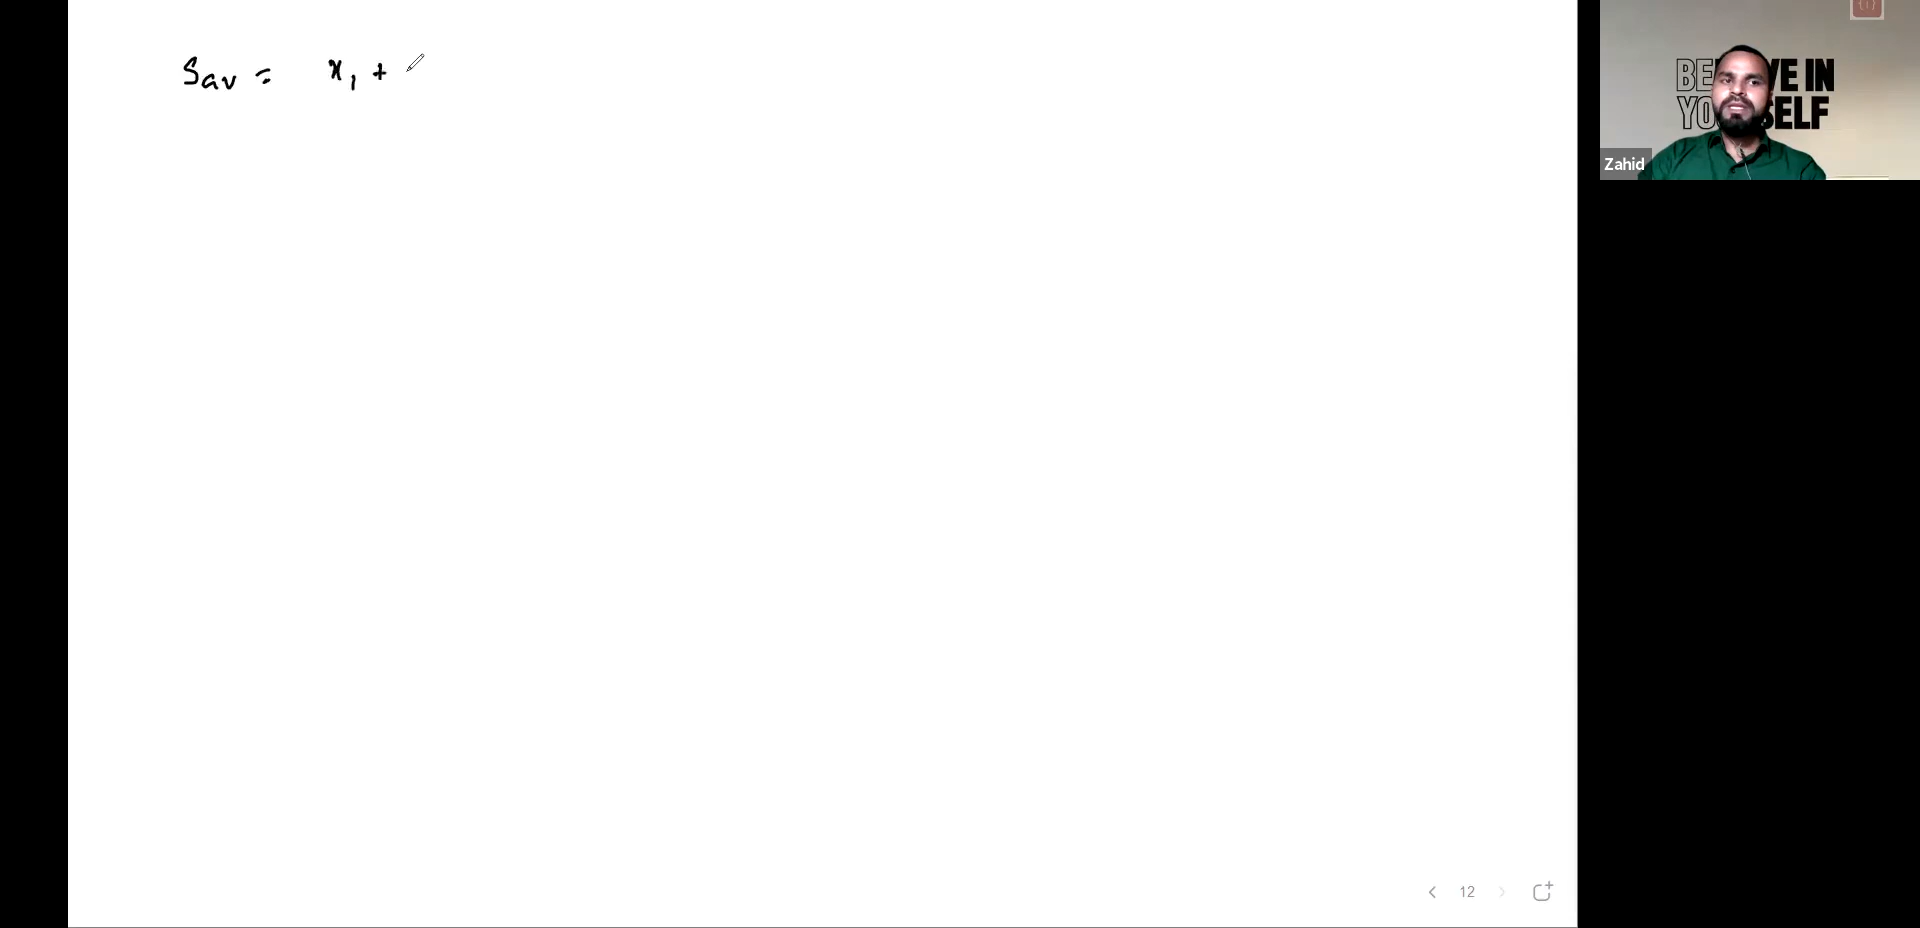 Sav = x₁ +
BE VE IN
YO SELF
Zahid
12